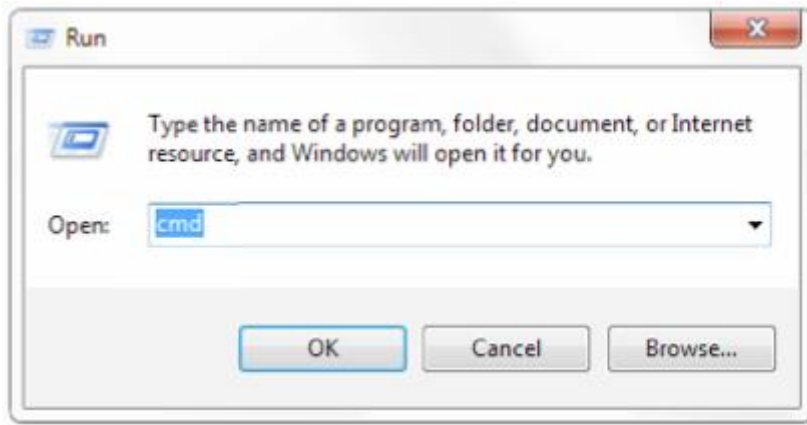 Run
Type the name of a program, folder, document, or Internet
resource, and Windows will open it for you.
Open: cmd
OK Cancel Browse...